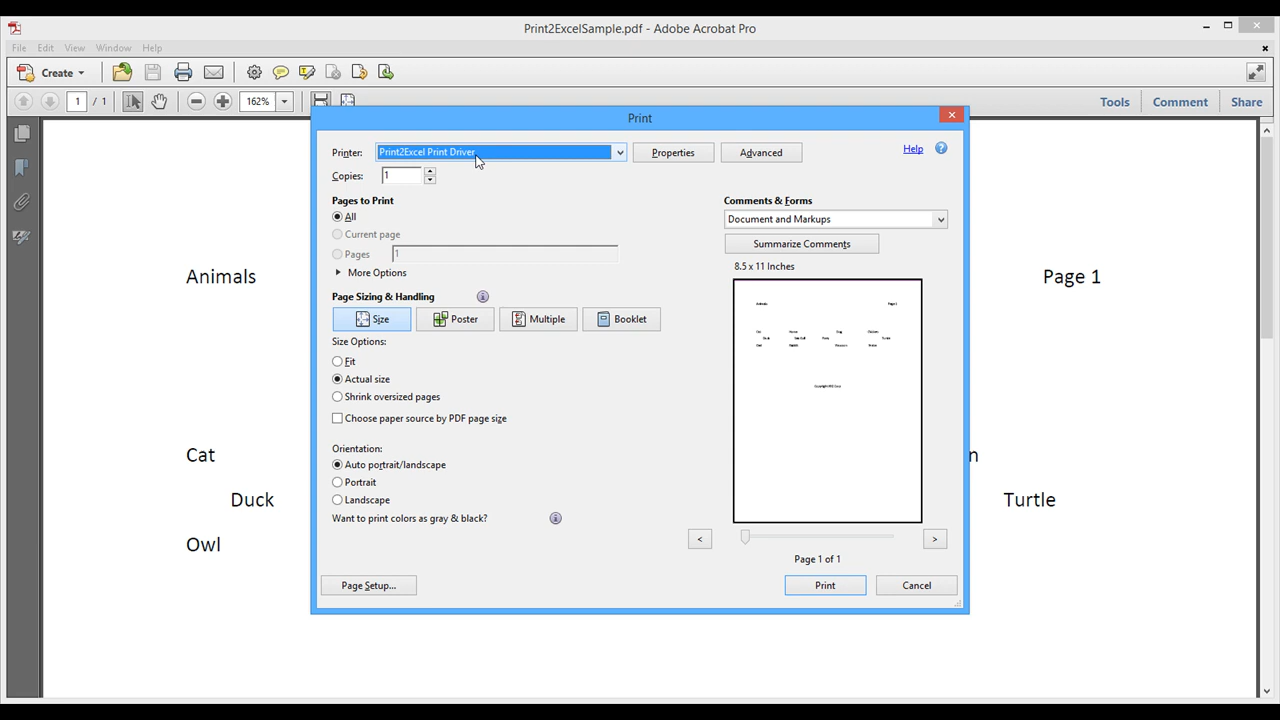 Print2ExcelSample.pdf - Adobe Acrobat Pro
File Edit View Window Help
Create
1 / 1 162% Tools Comment Share
Print
Printer: Print2Excel Print Driver Properties Advanced Help
Copies: 1
Pages to Print
All
Current page
Pages 1
More Options
Comments & Forms
Document and Markups
Summarize Comments
8.5 x 11 Inches
Page Sizing & Handling
Size Poster Multiple Booklet
Size Options:
Fit
Actual size
Shrink oversized pages
Choose paper source by PDF page size
Orientation:
Auto portrait/landscape
Portrait
Landscape
Want to print colors as gray & black?
< >
Page 1 of 1
Page Setup... Print Cancel
Animals Page 1
Cat n
Duck Turtle
Owl